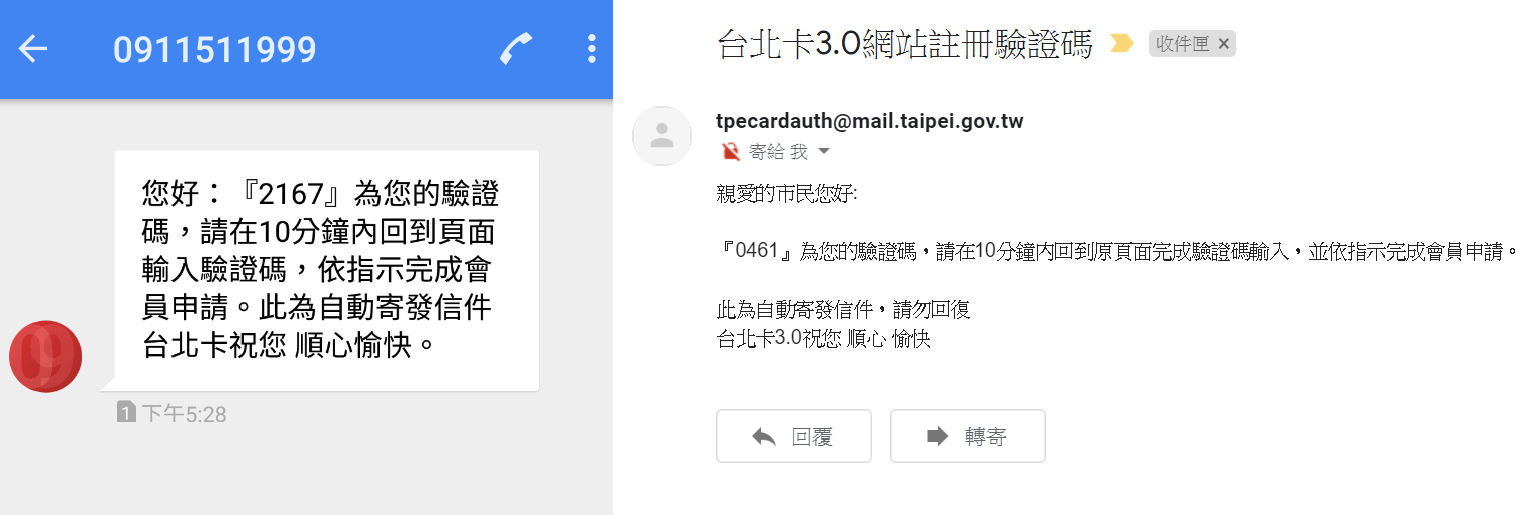 0911511999
您好：『2167』為您的驗證
碼，請在10分鐘內回到頁面
輸入驗證碼，依指示完成會
員申請。此為自動寄發信件
台北卡祝您 順心愉快。
09
1 下午5:28
台北卡3.0網站註冊驗證碼 收件匣 ×
tpecardauth@mail.taipei.gov.tw
寄給 我
親愛的市民您好:
『0461』為您的驗證碼，請在10分鐘內回到原頁面完成驗證碼輸入，並依指示完成會員申請。
此為自動寄發信件，請勿回復
台北卡3.0祝您 順心 愉快
回覆
轉寄